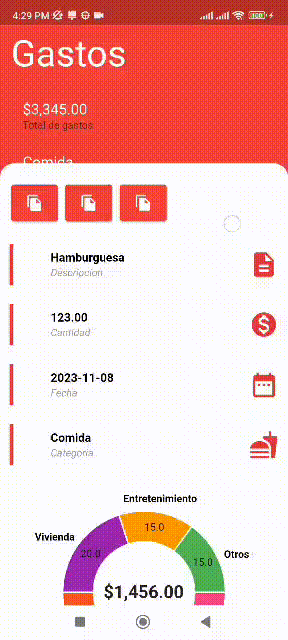 4:29 PM
Gastos
$3,345.00
Total de gastos
Comida
Hamburguesa
Descripcion
123.00
Cantidad
2023-11-08
Fecha
Comida
Categoria
Entretenimiento
15.0
Vivienda
20.0
15.0
Otros
$1,456.00